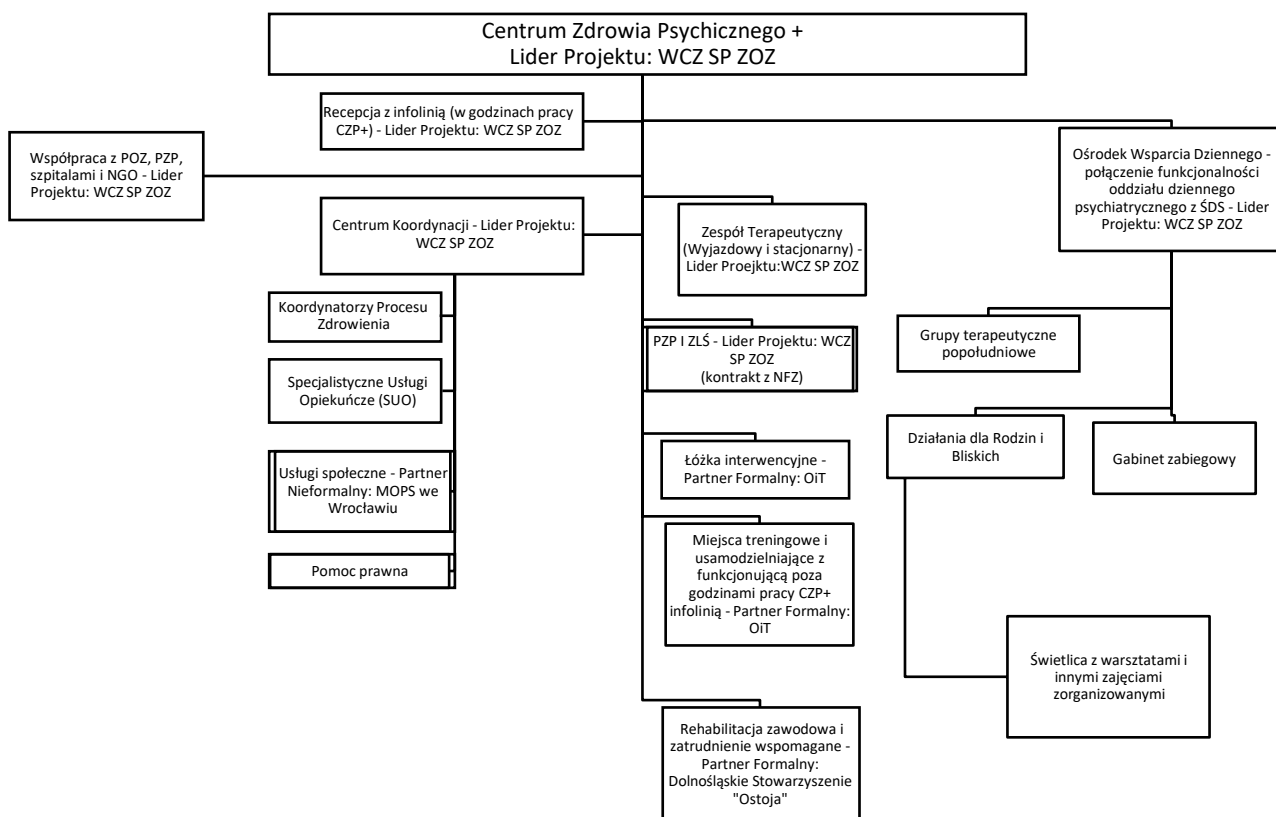 Centrum Zdrowia Psychicznego +
Lider Projektu: WCZ SP ZOZ
Recepcja z infolinią (w godzinach pracy
CZP+) - Lider Projektu: WCZ SP ZOZ
Współpraca z POZ, PZP,
szpitalami i NGO - Lider
Projektu: WCZ SP ZOZ
Ośrodek Wsparcia Dziennego -
połączenie funkcjonalności
oddziału dziennego
psychiatrycznego z ŚDS - Lider
Projektu: WCZ SP ZOZ
Centrum Koordynacji - Lider Projektu:
WCZ SP ZOZ
Zespół Terapeutyczny
(Wyjazdowy i stacjonarny) -
Lider Proejktu:WCZ SP ZOZ
Koordynatorzy Procesu
Zdrowienia
PZP I ZLŚ - Lider Projektu: WCZ
SP ZOZ
(kontrakt z NFZ)
Grupy terapeutyczne
popołudniowe
Specjalistyczne Usługi
Opiekuńcze (SUO)
Działania dla Rodzin i
Bliskich
Gabinet zabiegowy
Łóżka interwencyjne -
Partner Formalny: OiT
Usługi społeczne - Partner
Nieformalny: MOPS we
Wrocławiu
Miejsca treningowe i
usamodzielniające z
funkcjonującą poza
godzinami pracy CZP+
infolinią - Partner Formalny:
OiT
Pomoc prawna
Świetlica z warsztatami i
innymi zajęciami
zorganizowanymi
Rehabilitacja zawodowa i
zatrudnienie wspomagane -
Partner Formalny:
Dolnośląskie Stowarzyszenie
"Ostoja"